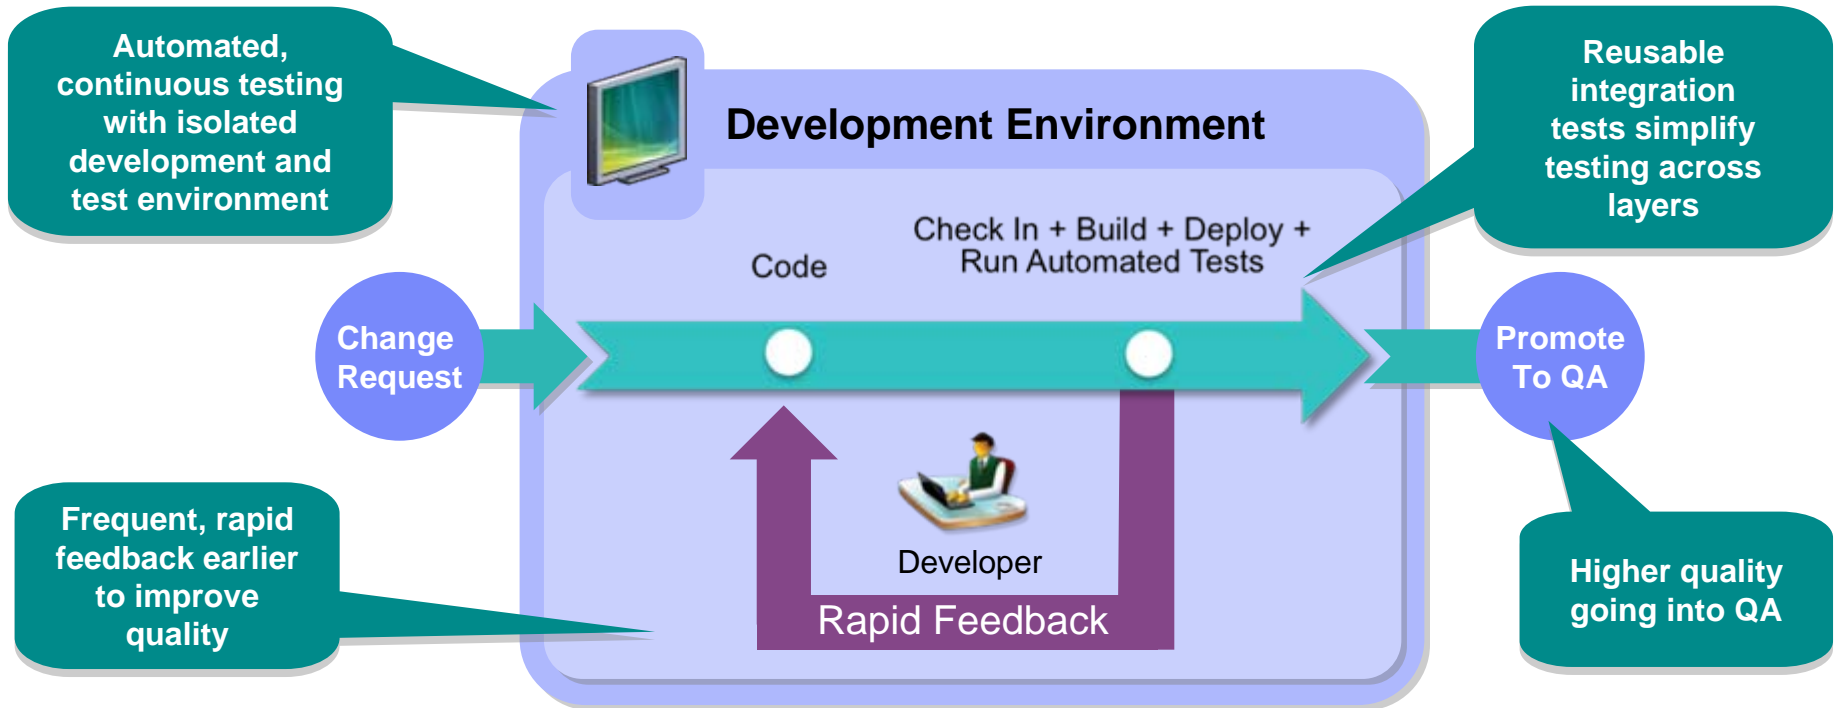 Automated,
continuous testing
with isolated
development and
test environment
Development Environment
Reusable
integration
tests simplify
testing across
layers
Code
Check In + Build + Deploy +
Run Automated Tests
Change
Request
Promote
To QA
Developer
Rapid Feedback
Frequent, rapid
feedback earlier
to improve
quality
Higher quality
going into QA